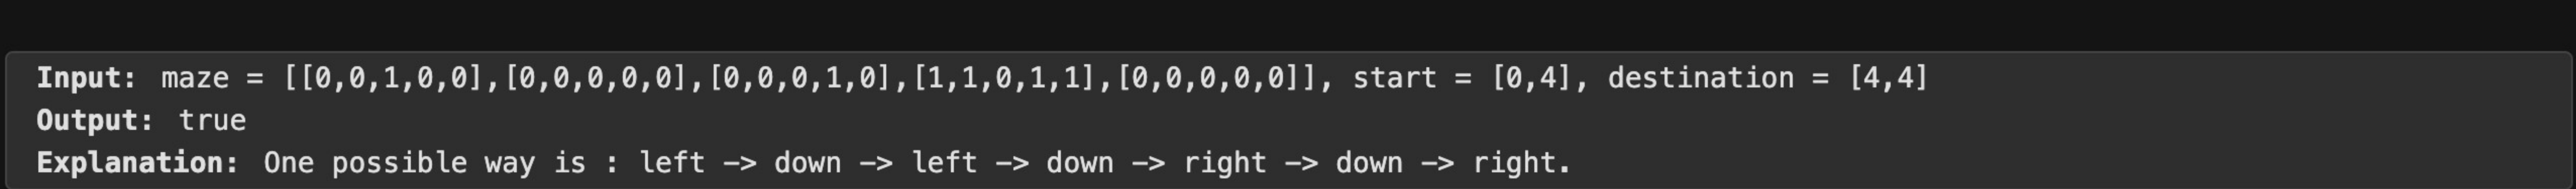 Input: maze = [[0,0,1,0,0],[0,0,0,0,0],[0,0,0,1,0],[1,1,0,1,1],[0,0,0,0,0]], start = [0,4], destination = [4,4]
Output: true
Explanation: One possible way is : left -> down -> left -> down -> right -> down -> right.